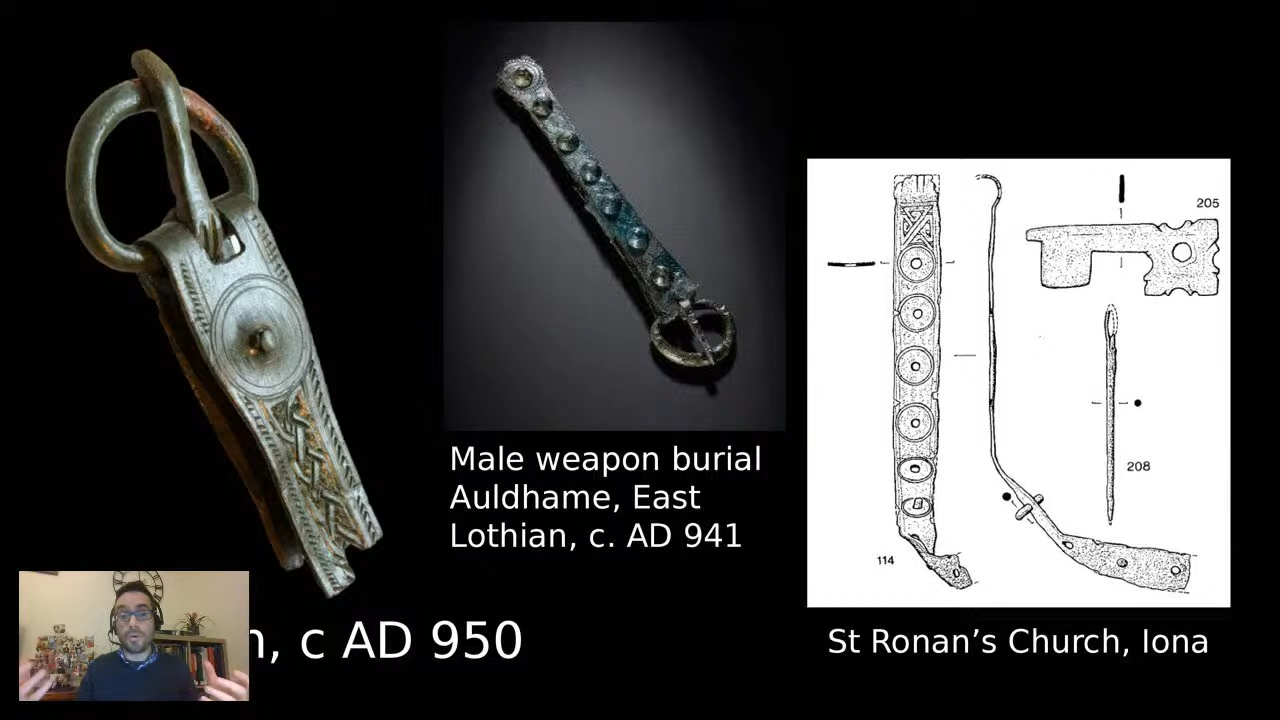 Male weapon burial
Auldhame, East
Lothian, c. AD 941
205
208
114
, c AD 950
St Ronan’s Church, Iona